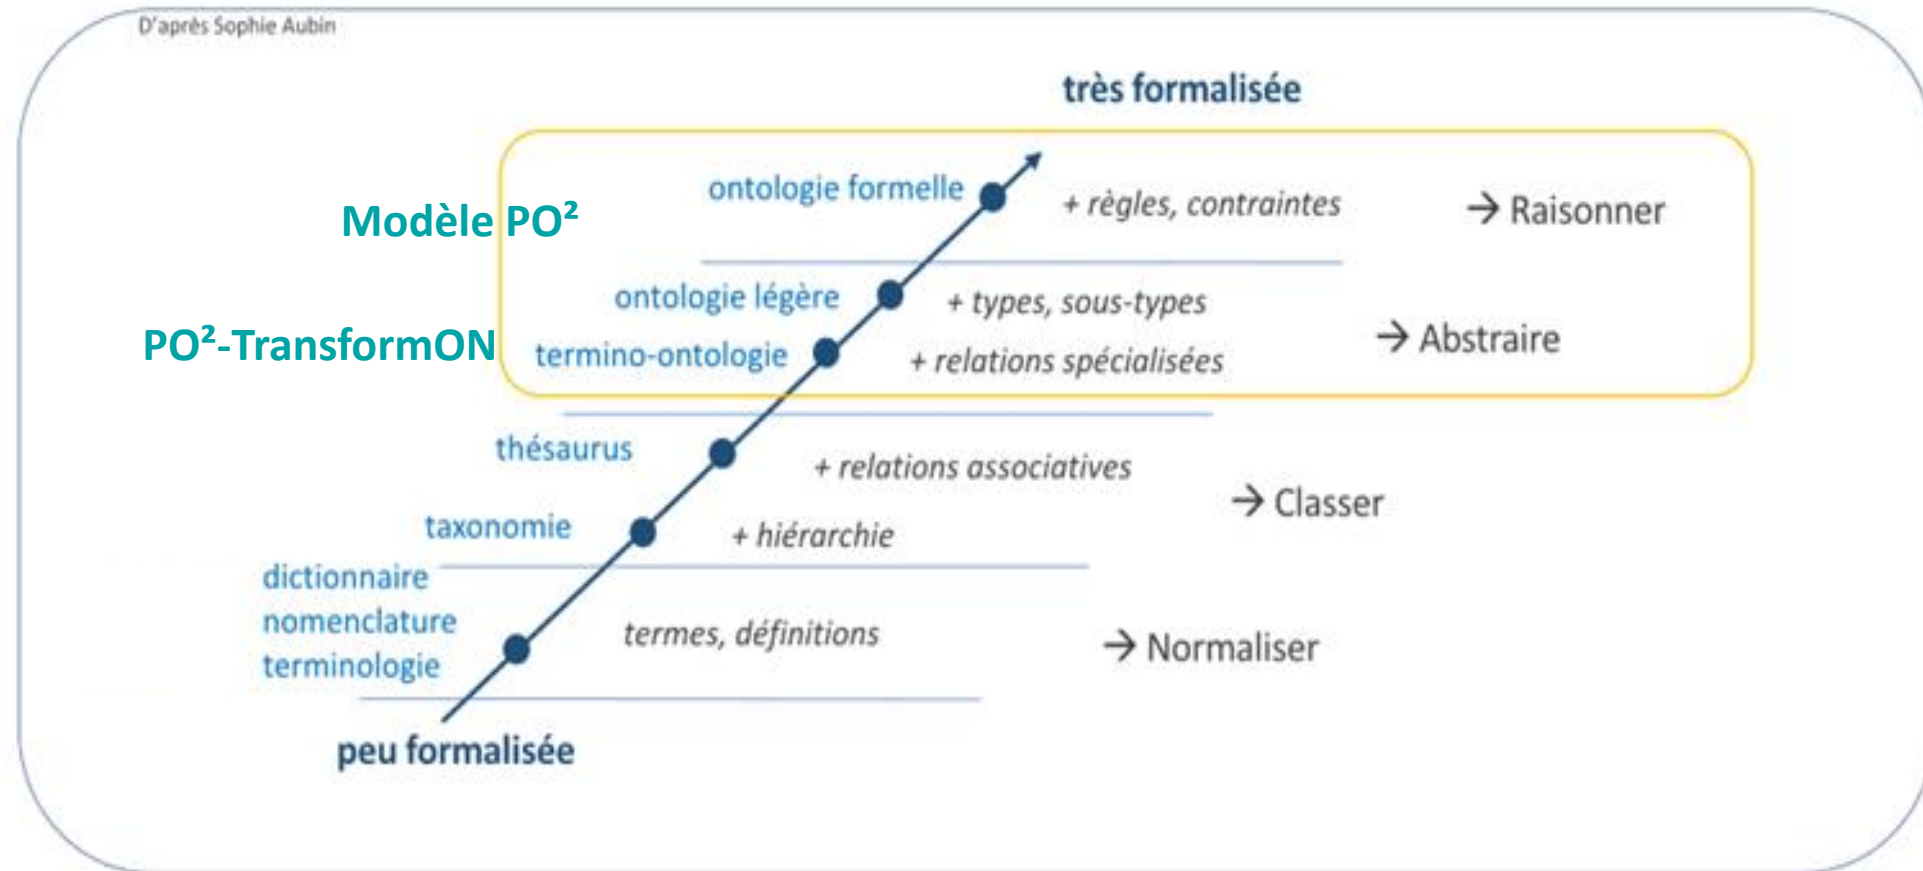 D'après Sophie Aubin
très formalisée
ontologie formelle
+ règles, contraintes
→ Raisonner
Modèle PO²
ontologie légère
+ types, sous-types
→ Abstraire
PO²-TransformON
termino-ontologie
+ relations spécialisées
thésaurus
+ relations associatives
→ Classer
taxonomie
+ hiérarchie
dictionnaire
nomenclature
terminologie
termes, définitions
→ Normaliser
peu formalisée